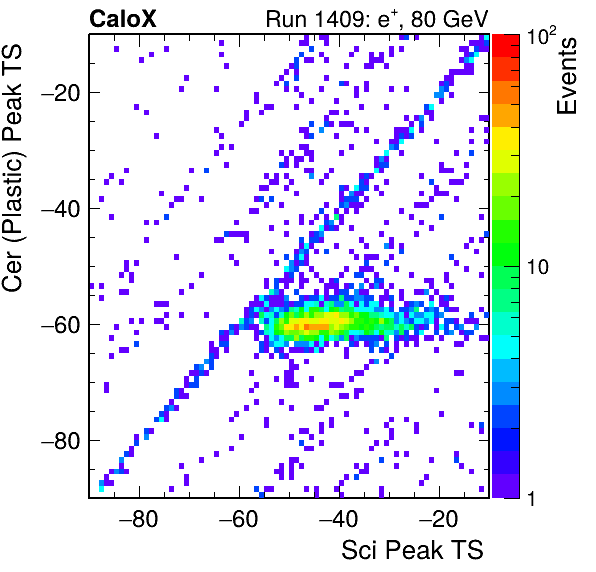 CaloX Run 1409: e⁺, 80 GeV
Cer (Plastic) Peak TS
−20
−40
−60
−80
−80 −60 −40 −20
Sci Peak TS
10²
10
1
Events